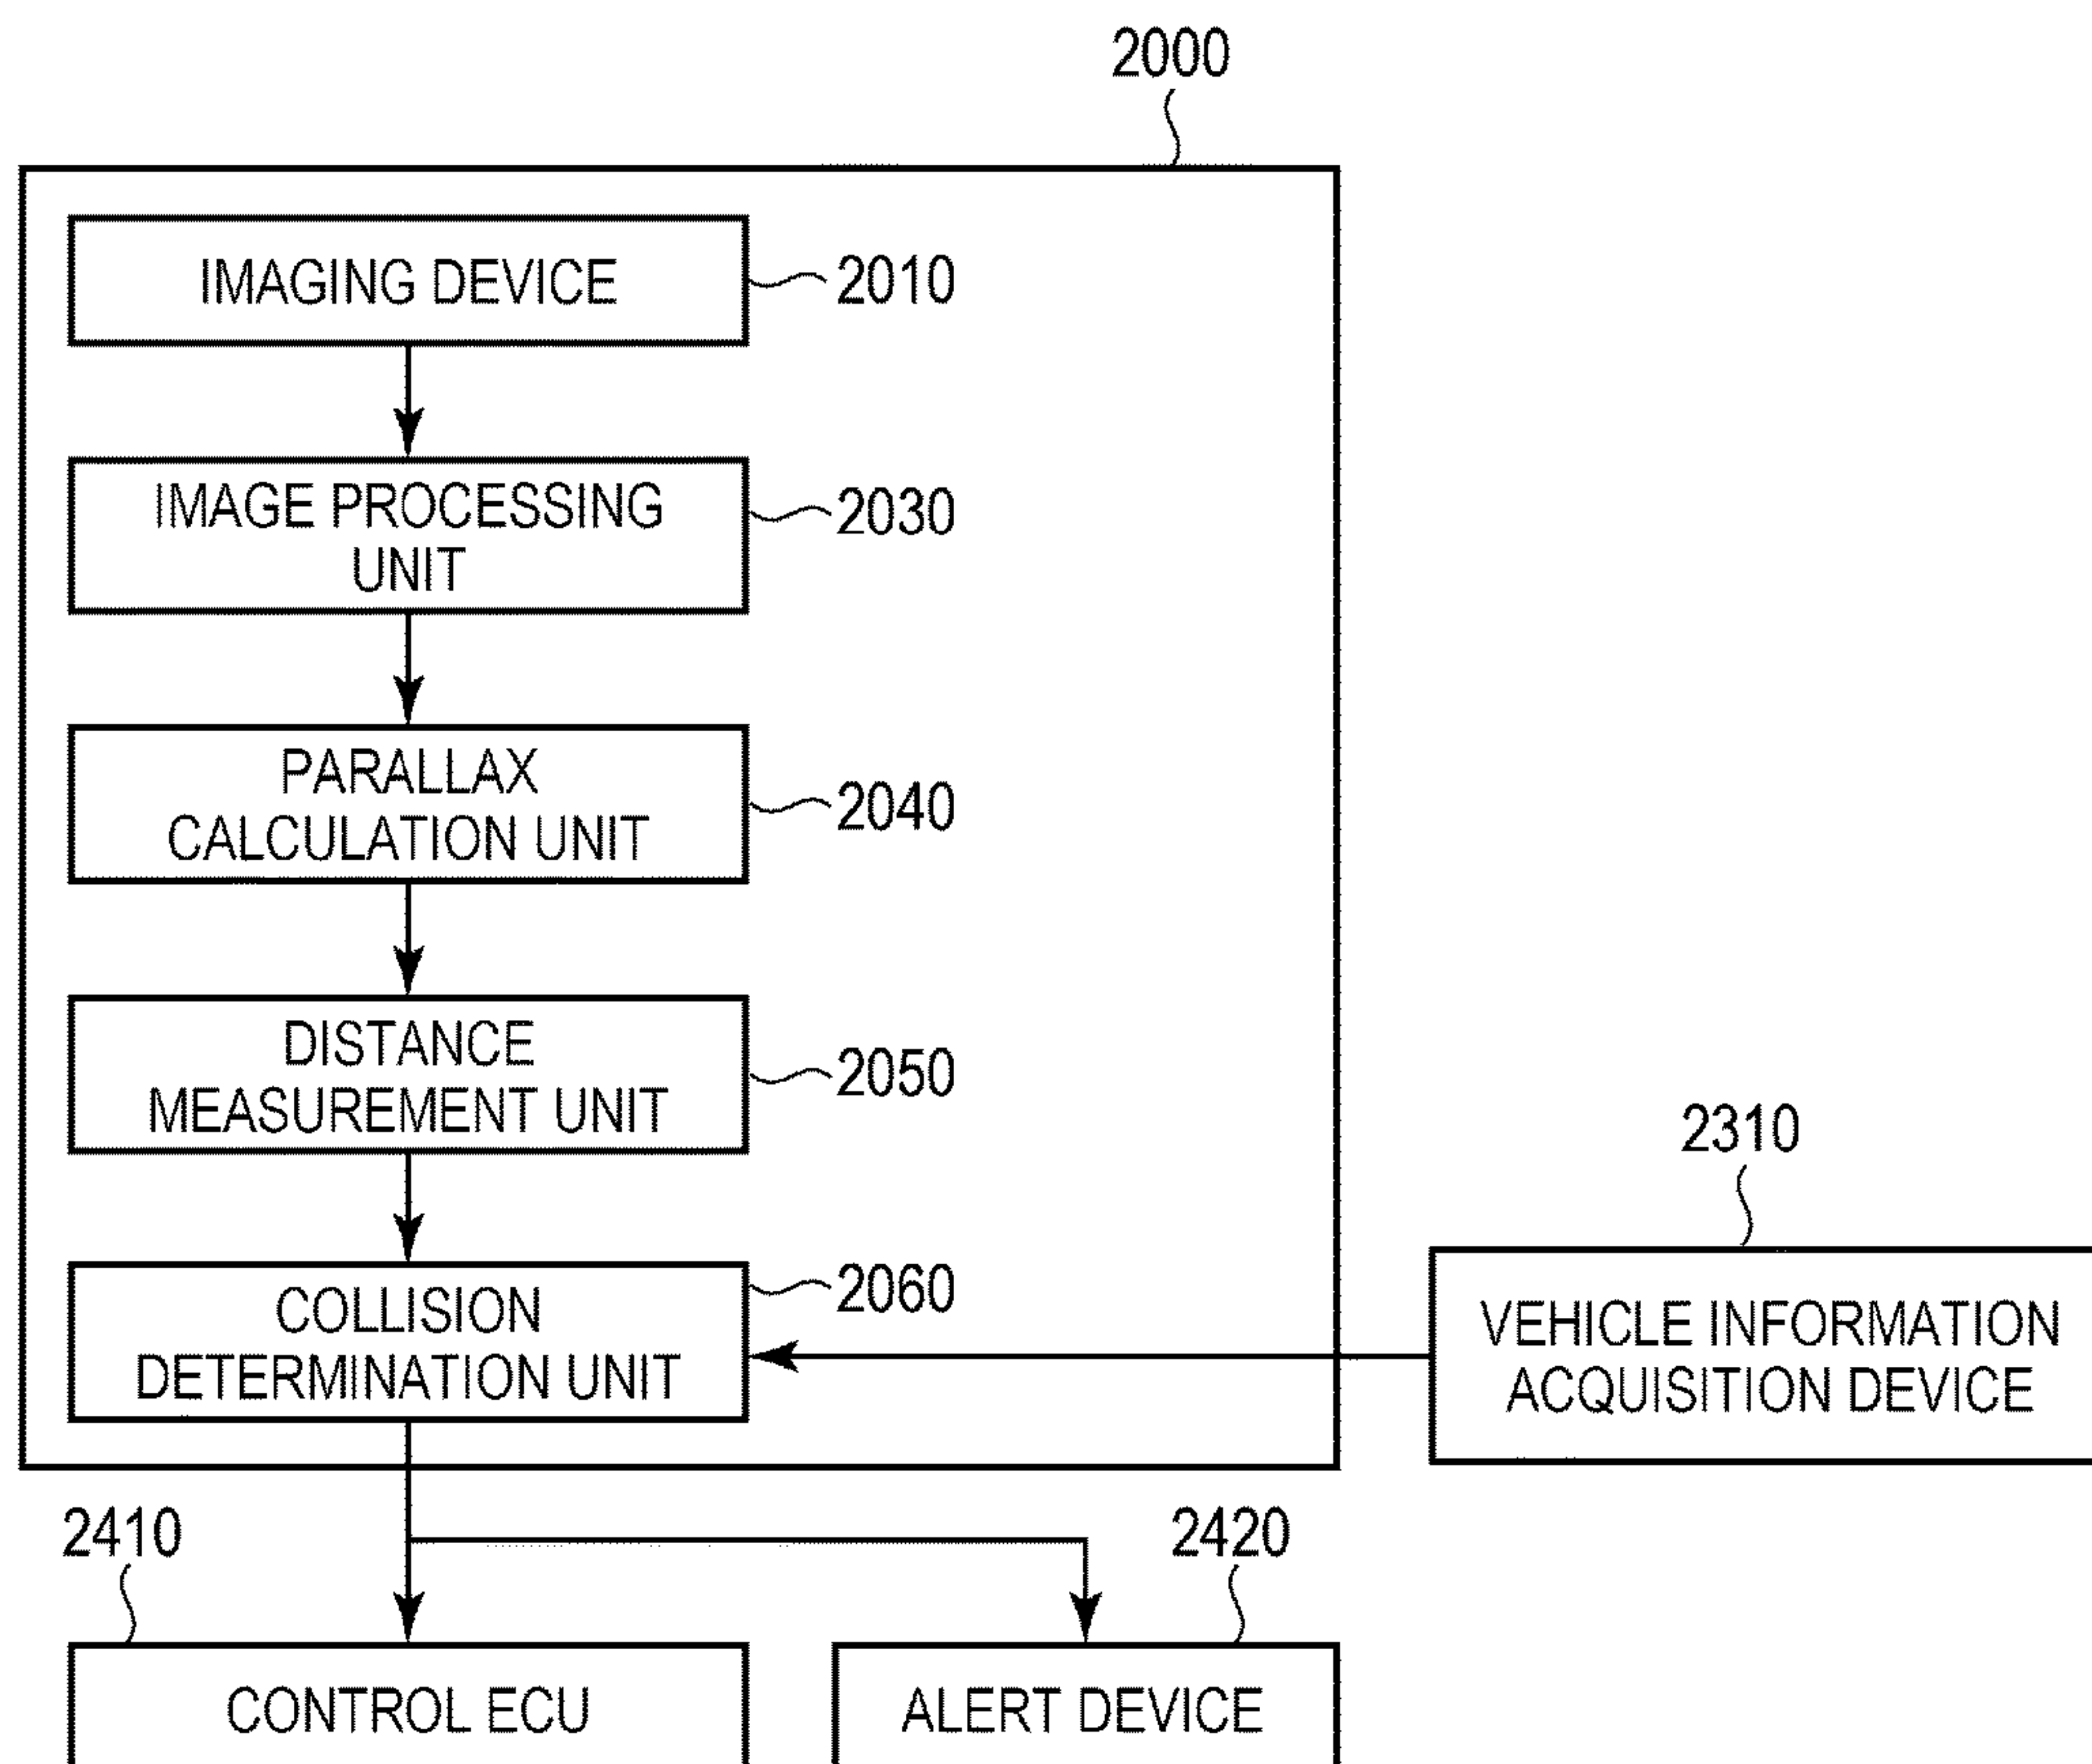 2000
IMAGING DEVICE
2010
IMAGE PROCESSING
UNIT
2030
PARALLAX
CALCULATION UNIT
2040
DISTANCE
MEASUREMENT UNIT
2050
2310
COLLISION
DETERMINATION UNIT
2060
VEHICLE INFORMATION
ACQUISITION DEVICE
2410
2420
CONTROL ECU
ALERT DEVICE